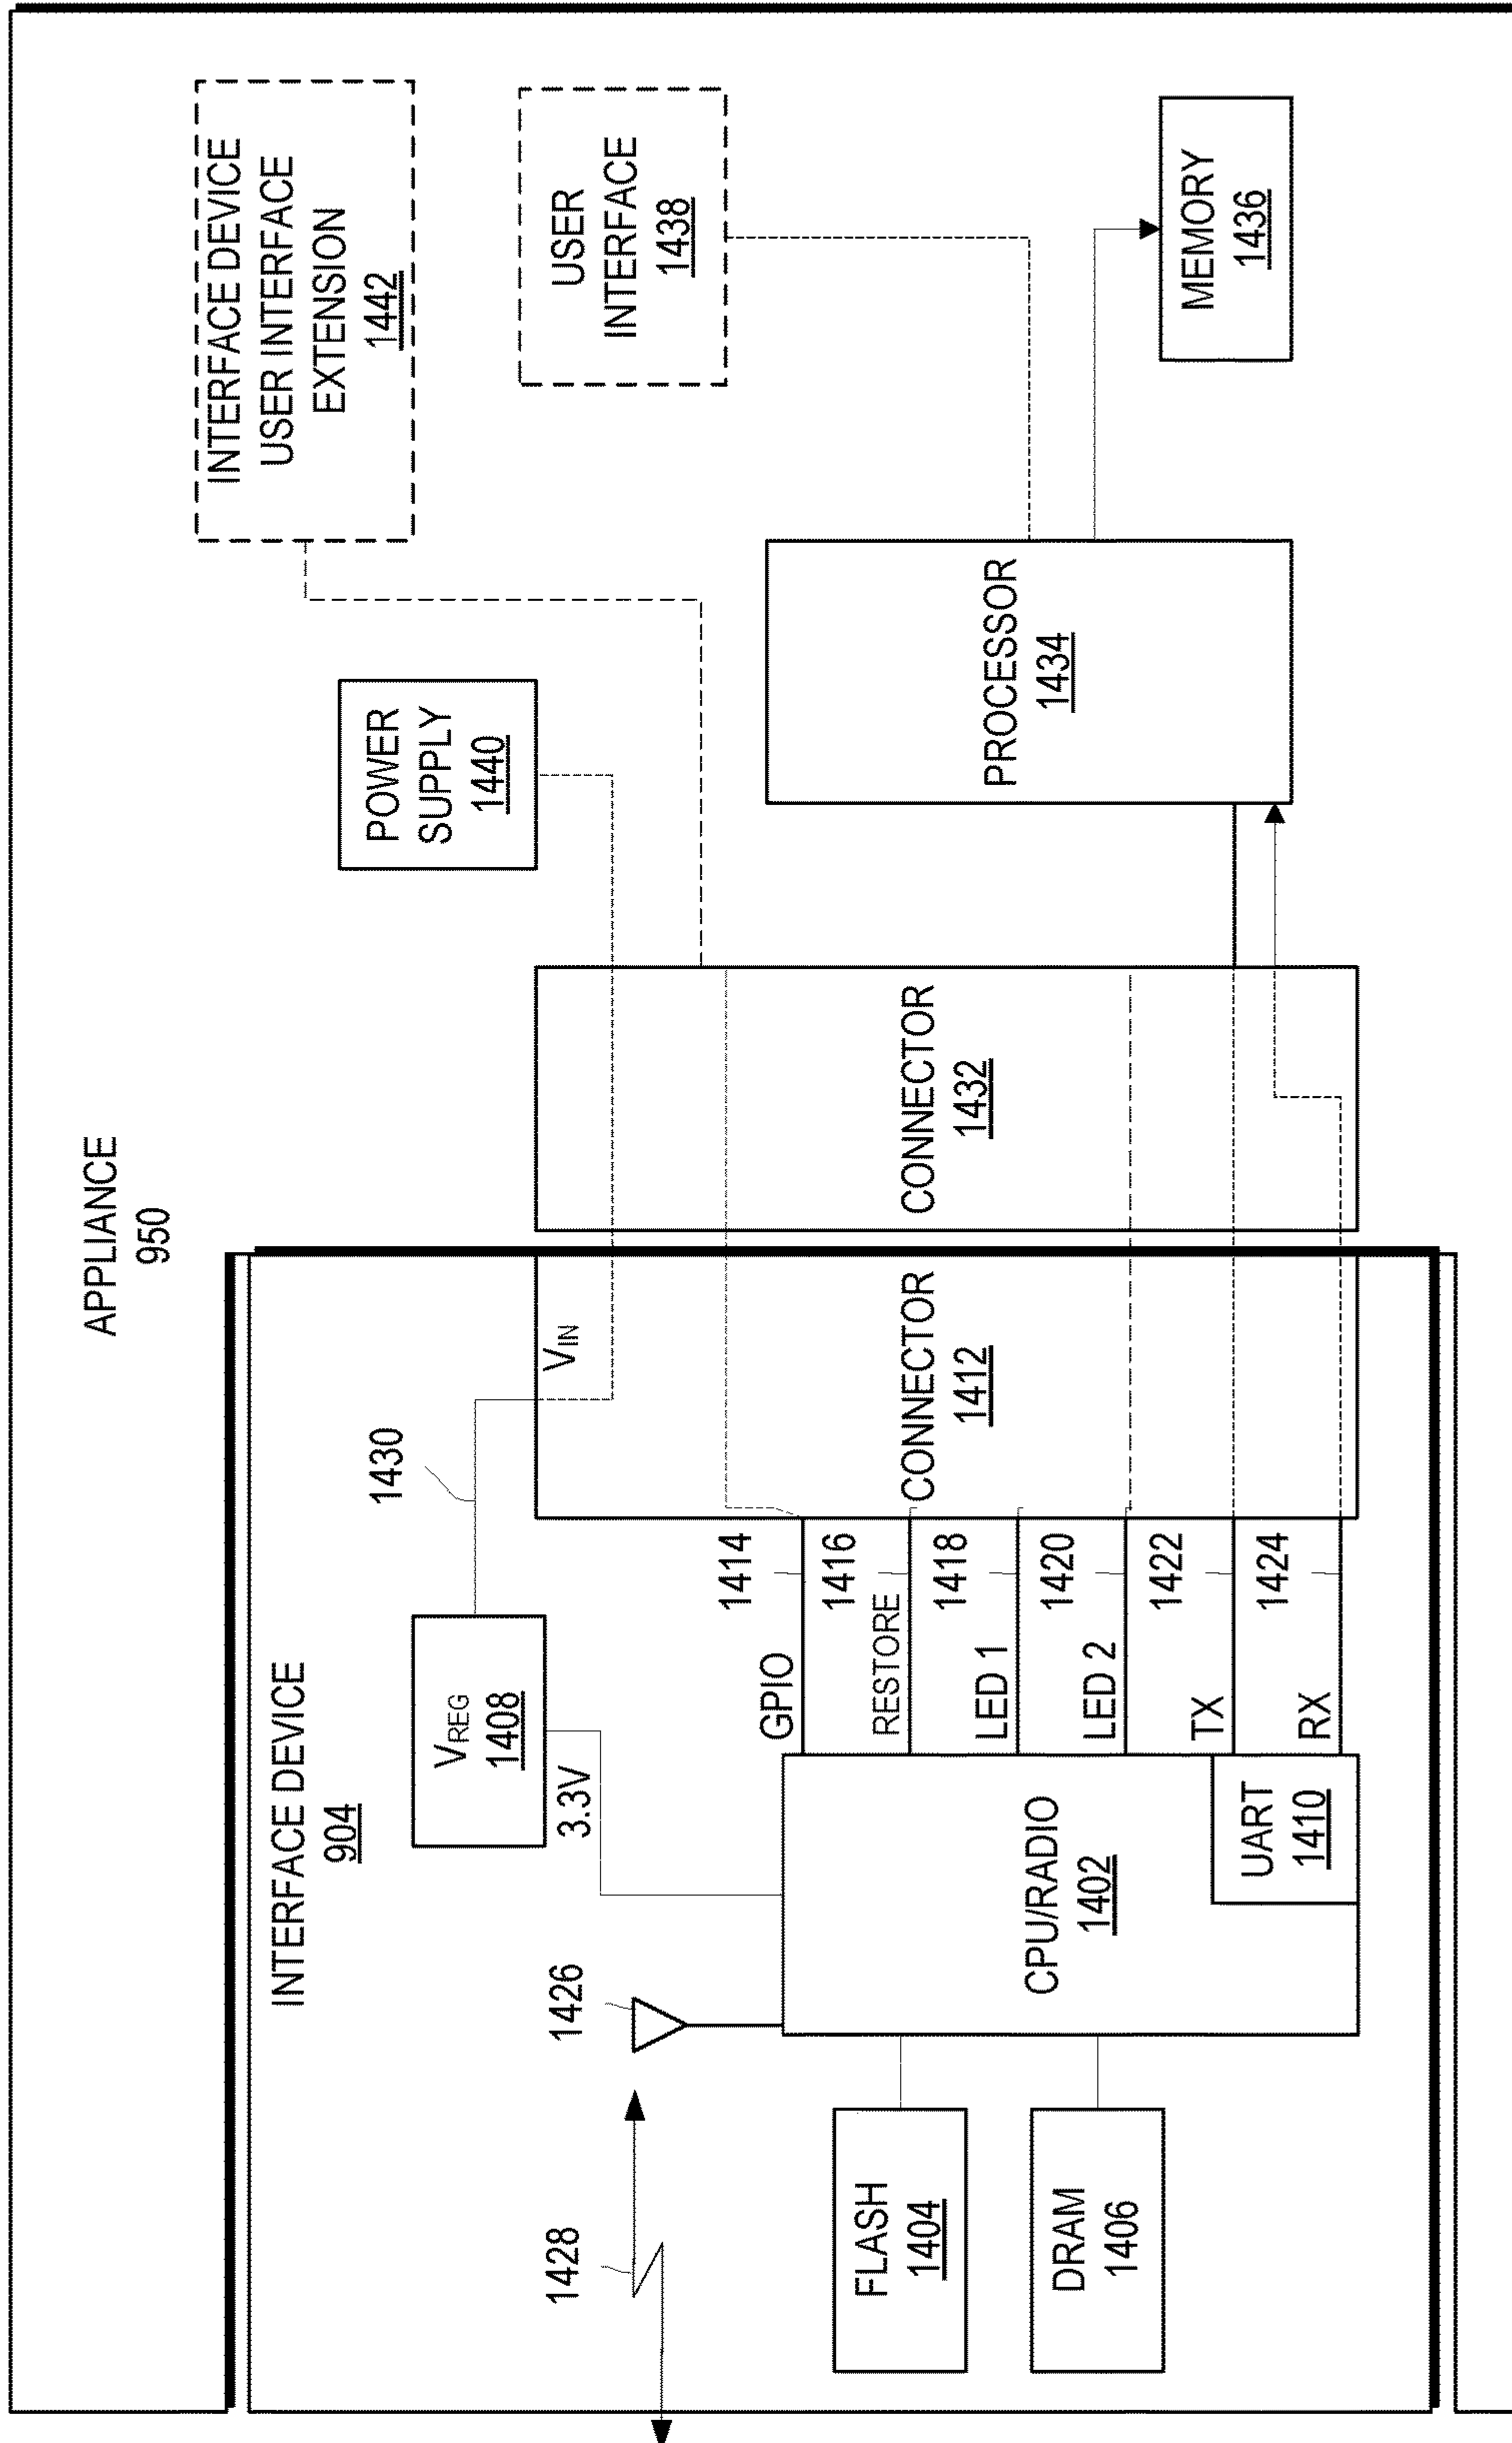 APPLIANCE
950
INTERFACE DEVICE
904
INTERFACE DEVICE
USER INTERFACE
EXTENSION
1442
POWER
SUPPLY
1440
USER
INTERFACE
1438
1430
VREG
1408
3.3V
VIN
1426
1428
FLASH
1404
DRAM
1406
CPU/RADIO
1402
UART
1410
GPIO
1414
RESTORE
1416
LED 1
1418
LED 2
1420
TX
1422
RX
1424
CONNECTOR
1412
CONNECTOR
1432
PROCESSOR
1434
MEMORY
1436